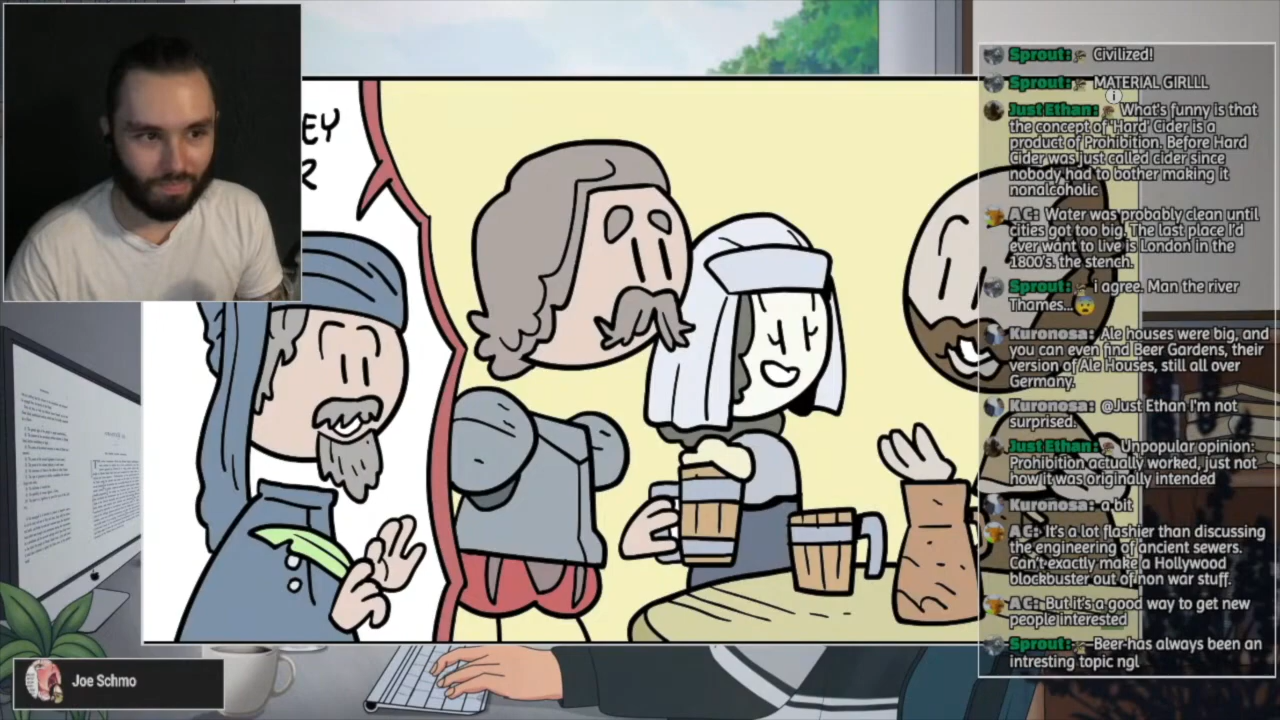 EY
R
Sprout: Civilized!
Sprout: MATERIAL GIRLLL
Just Ethan: What's funny is that
the concept of 'Hard' Cider is a
product of Prohibition. Before Hard
Cider was just called cider since
nobody had to bother making it
nonalcoholic
AC: Water was probably clean until
cities got too big. The last place I'd
ever want to live is London in the
1800's. the stench.
Sprout: i agree. Man the river
Thames...😨
Kuronosa: Ale houses were big, and
you can even find Beer Gardens, their
version of Ale Houses, still all over
Germany.
Kuronosa: @Just Ethan I'm not
surprised.
Just Ethan: Unpopular opinion:
Prohibition actually worked, just not
how it was originally intended
Kuronosa: a bit
AC: It's a lot flashier than discussing
the engineering of ancient sewers.
Can't exactly make a Hollywood
blockbuster out of non war stuff.
AC: But it's a good way to get new
people interested
Sprout: Beer has always been an
intresting topic ngl
Joe Schmo